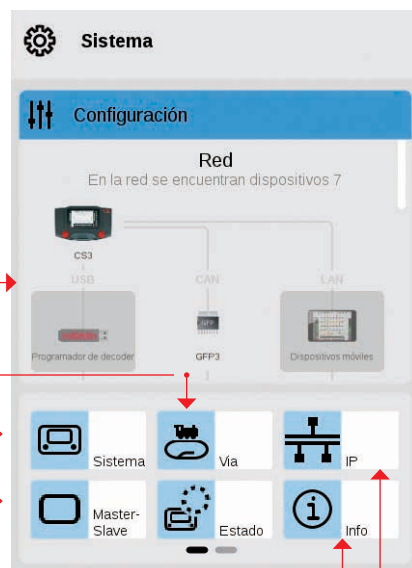 Sistema
Configuración
Red
En la red se encuentran dispositivos 7
CS3
USB CAN LAN
Programador de decoder GFP3 Dispositivos móviles
Sistema Via IP
Master-
Slave Estado Info